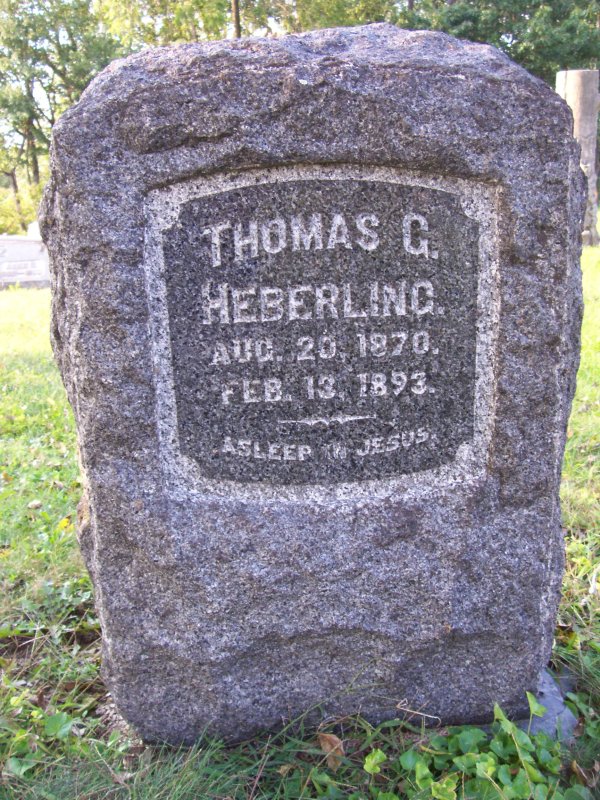 THOMAS G.
HEBERLING.
AUG. 20. 1870.
FEB. 13. 1893.
ASLEEP IN JESUS.